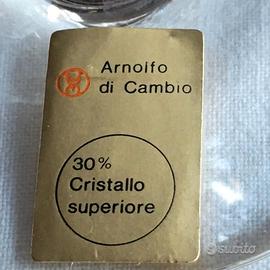 Arnolfo
di Cambio
30%
Cristallo
superiore
subito